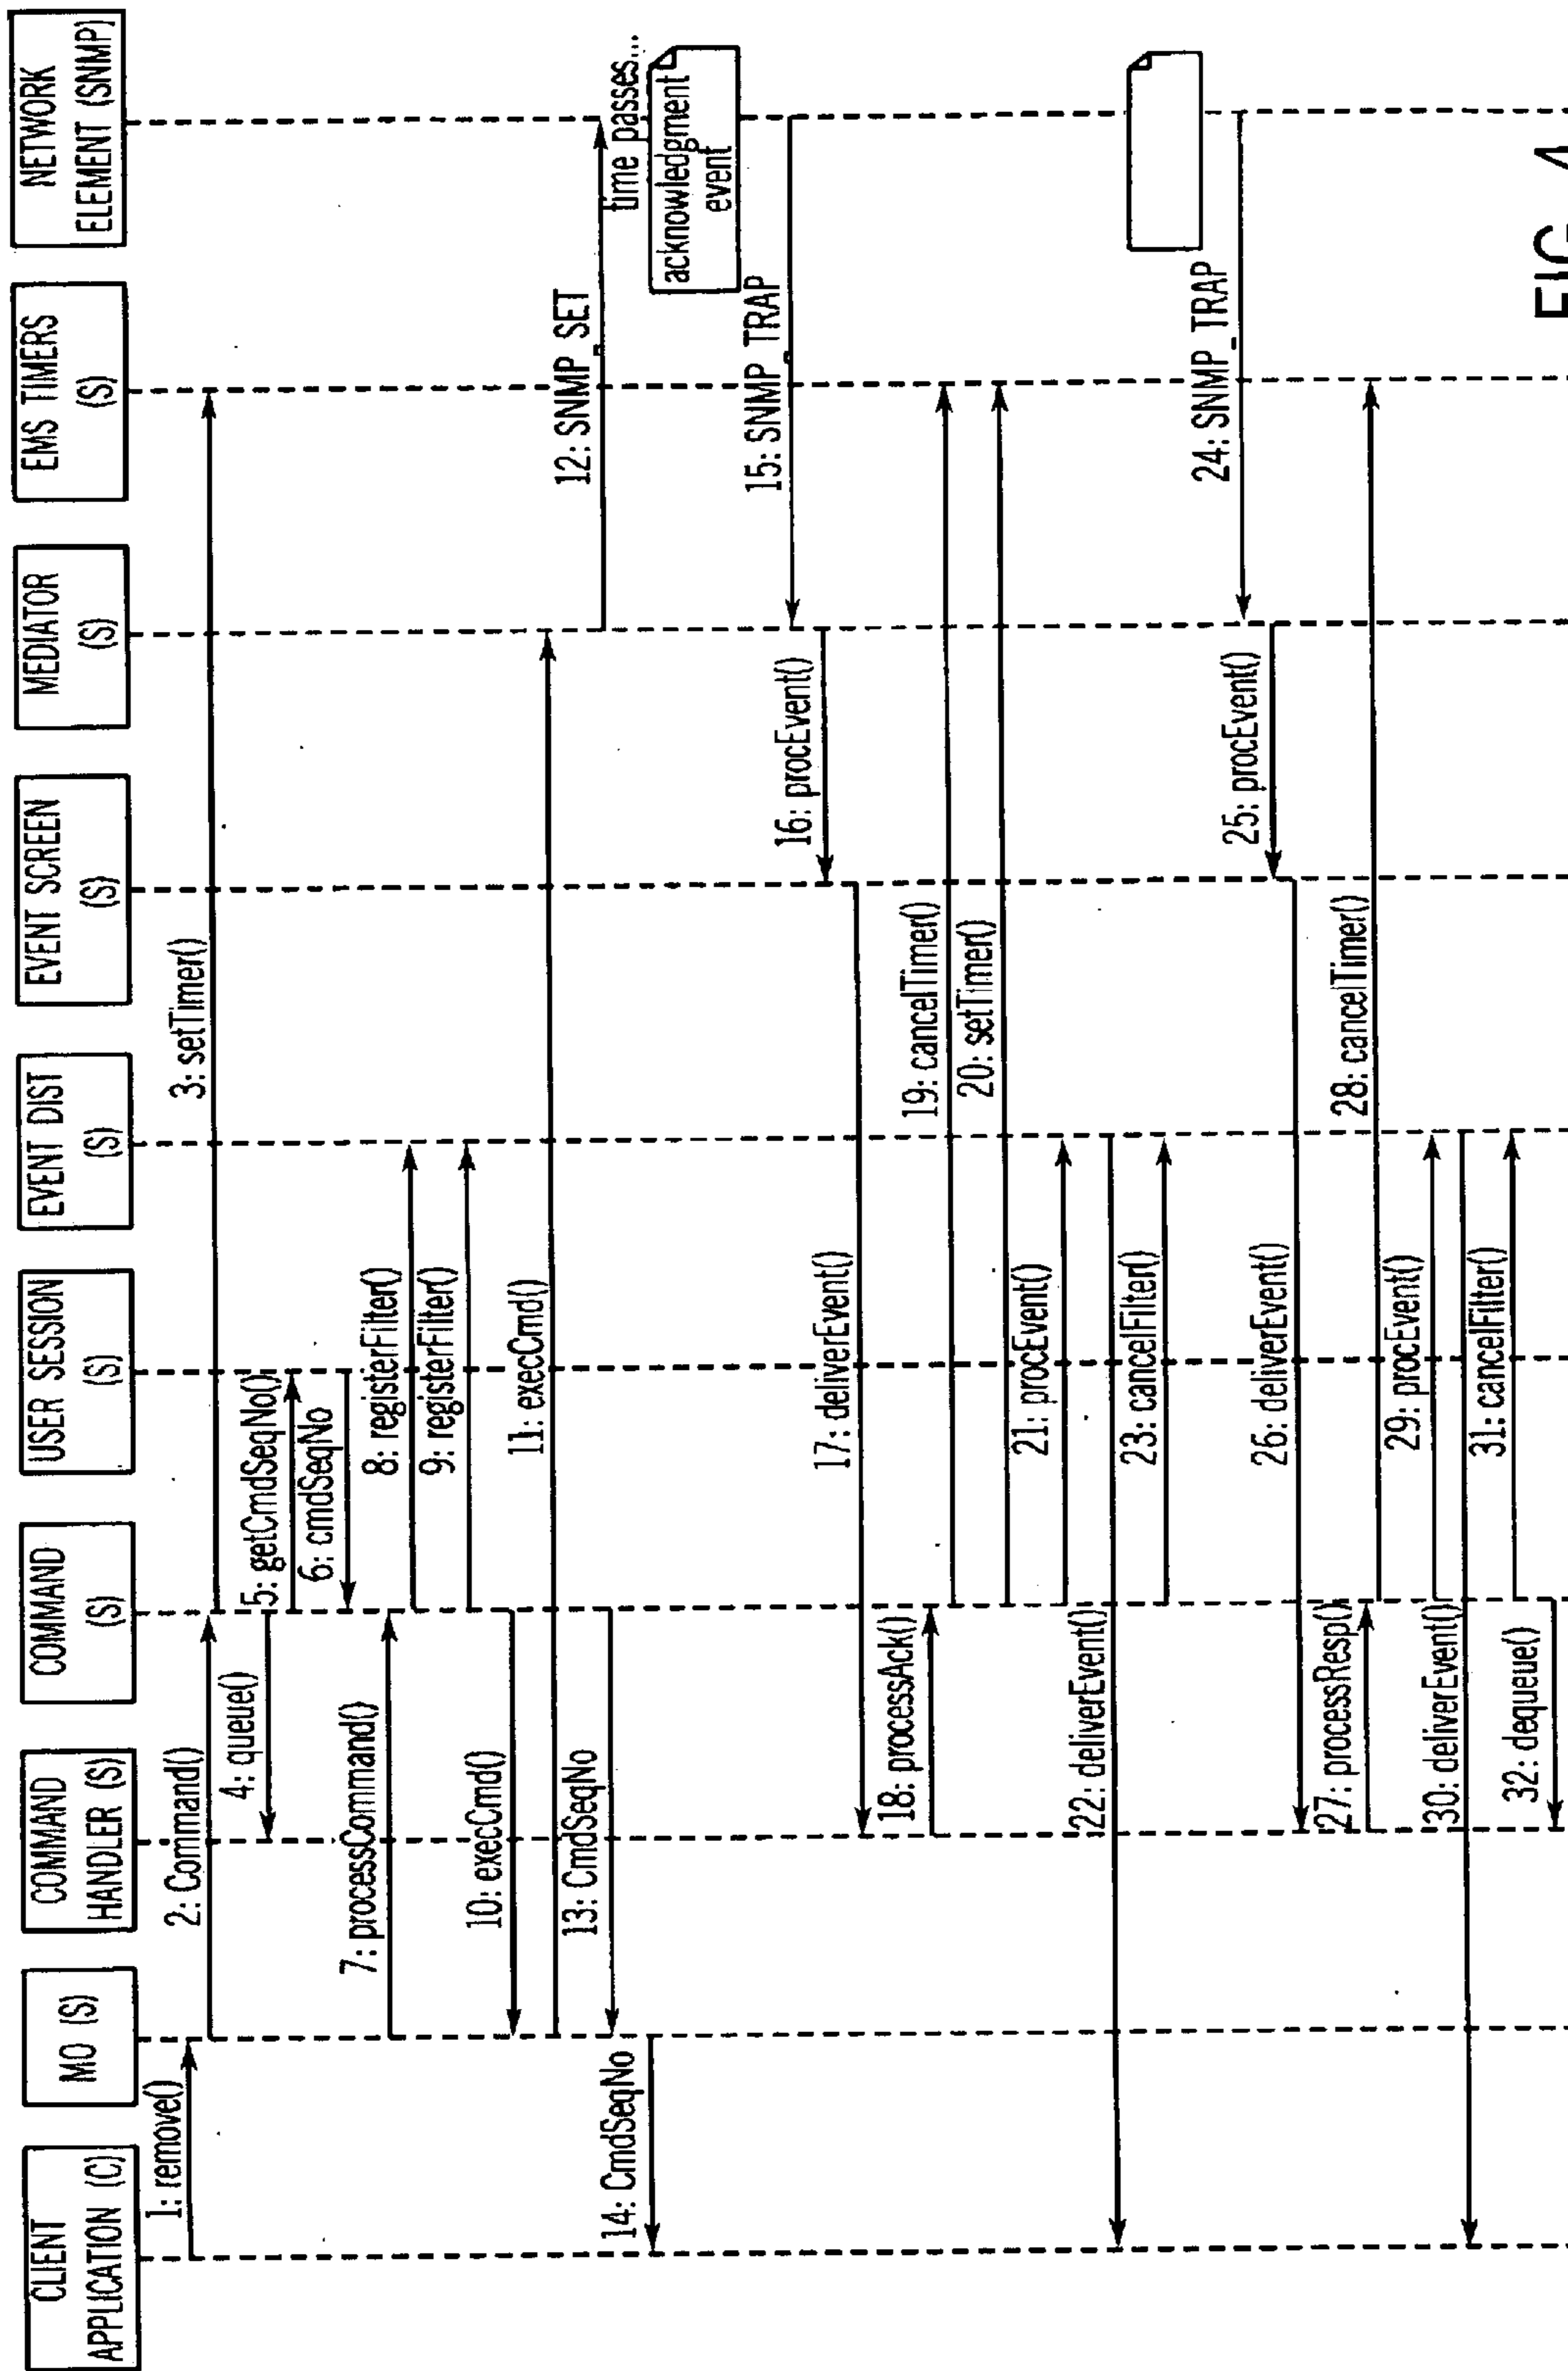 CLIENT
APPLICATION (C)
MO (S)
COMMAND
HANDLER (S)
COMMAND
(S)
USER SESSION
(S)
EVENT DIST
(S)
EVENT SCREEN
(S)
MEDIATOR
(S)
EMS TIMERS
(S)
NETWORK
ELEMENT (SNMP)
1: remove()
2: Command()
3: setTimer()
4: queue()
5: getCmdSeqNo()
6: cmdSeqNo
7: processCommand()
8: registerFilter()
9: registerFilter()
10: execCmd()
11: execCmd()
12: SNMP_SET
13: CmdSeqNo
14: CmdSeqNo
time passes...
acknowledgment
event
15: SNMP_TRAP
16: procEvent()
17: deliverEvent()
18: processAck()
19: cancelTimer()
20: setTimer()
21: procEvent()
22: deliverEvent()
23: cancelFilter()
24: SNMP_TRAP
25: procEvent()
26: deliverEvent()
27: processResp()
28: cancelTimer()
29: procEvent()
30: deliverEvent()
31: cancelFilter()
32: dequeue()